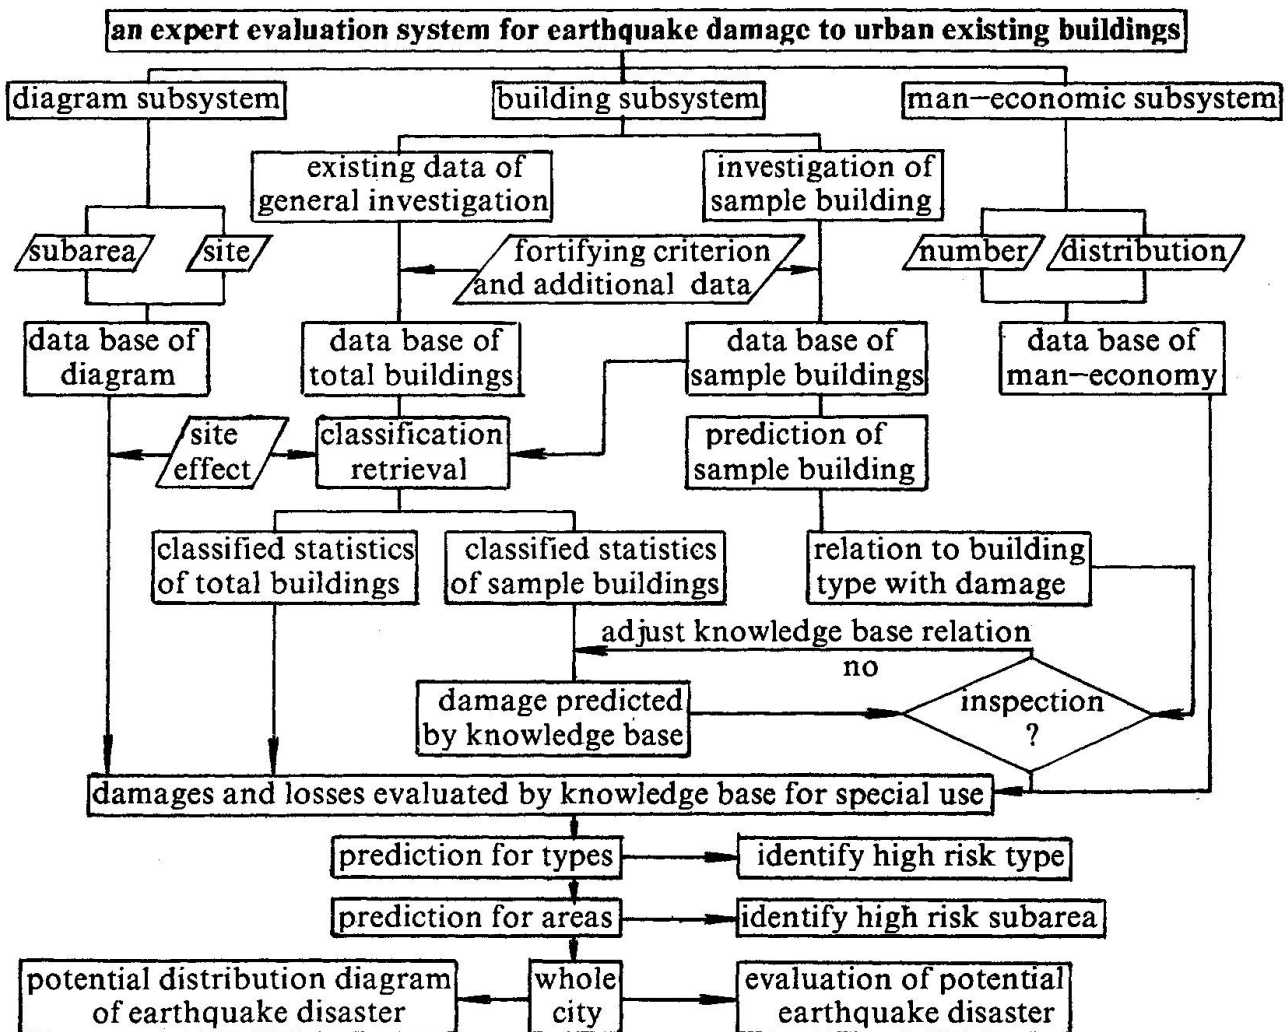 an expert evaluation system for earthquake damage to urban existing buildings
diagram subsystem
building subsystem
man-economic subsystem
existing data of
general investigation
investigation of
sample building
subarea
site
fortifying criterion
and additional data
number
distribution
data base of
diagram
data base of
total buildings
data base of
sample buildings
data base of
man-economy
site
effect
classification
retrieval
prediction of
sample building
classified statistics
of total buildings
classified statistics
of sample buildings
relation to building
type with damage
adjust knowledge base relation
no
damage predicted
by knowledge base
inspection
?
damages and losses evaluated by knowledge base for special use
prediction for types
identify high risk type
prediction for areas
identify high risk subarea
potential distribution diagram
of earthquake disaster
whole
city
evaluation of potential
earthquake disaster